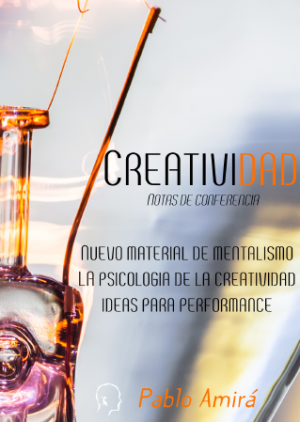 CREATIVIDAD
NOTAS DE CONFERENCIA
NUEVO MATERIAL DE MENTALISMO
LA PSICOLOGIA DE LA CREATIVIDAD
IDEAS PARA PERFORMANCE
Pablo Amirá